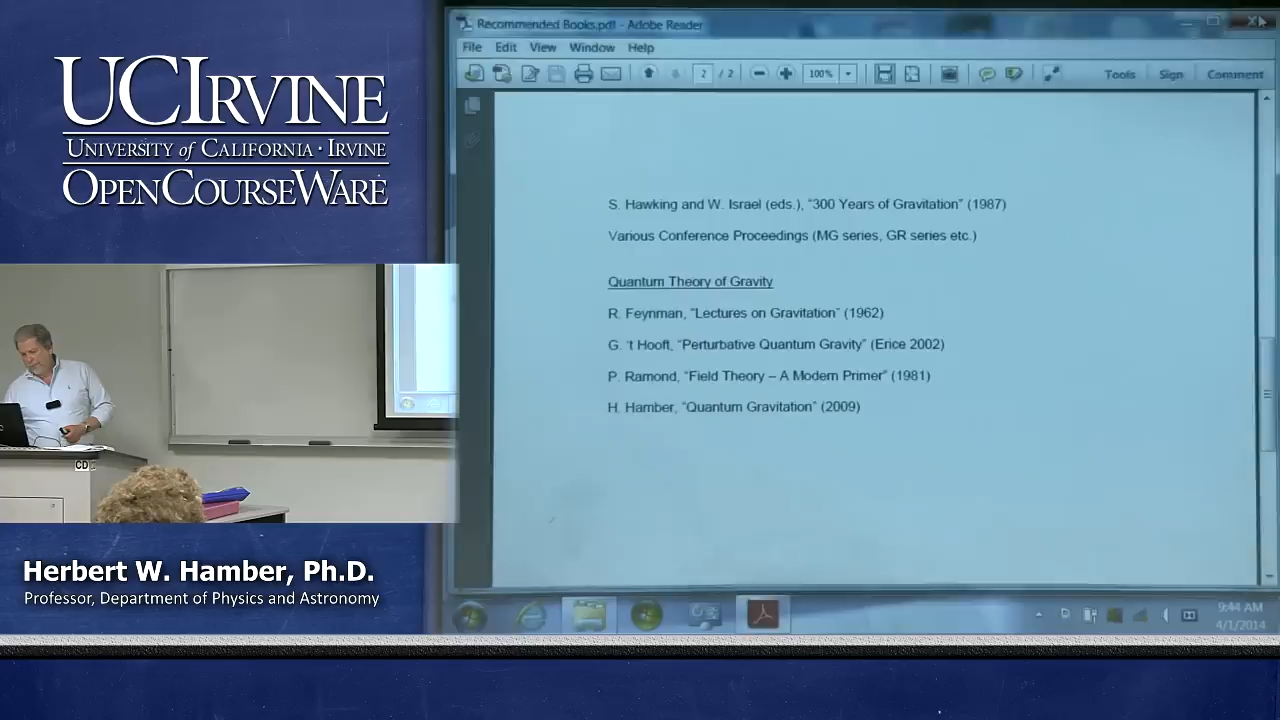 UCIRVINE
UNIVERSITY of CALIFORNIA · IRVINE
OPENCOURSEWARE
Herbert W. Hamber, Ph.D.
Professor, Department of Physics and Astronomy
Recommended Books.pdf - Adobe Reader
File Edit View Window Help
2 / 2 100% Tools Sign Comment
S. Hawking and W. Israel (eds.), “300 Years of Gravitation” (1987)
Various Conference Proceedings (MG series, GR series etc.)
Quantum Theory of Gravity
R. Feynman, “Lectures on Gravitation” (1962)
G. ‘t Hooft, “Perturbative Quantum Gravity” (Erice 2002)
P. Ramond, “Field Theory – A Modern Primer” (1981)
H. Hamber, “Quantum Gravitation” (2009)
9:44 AM
4/1/2014